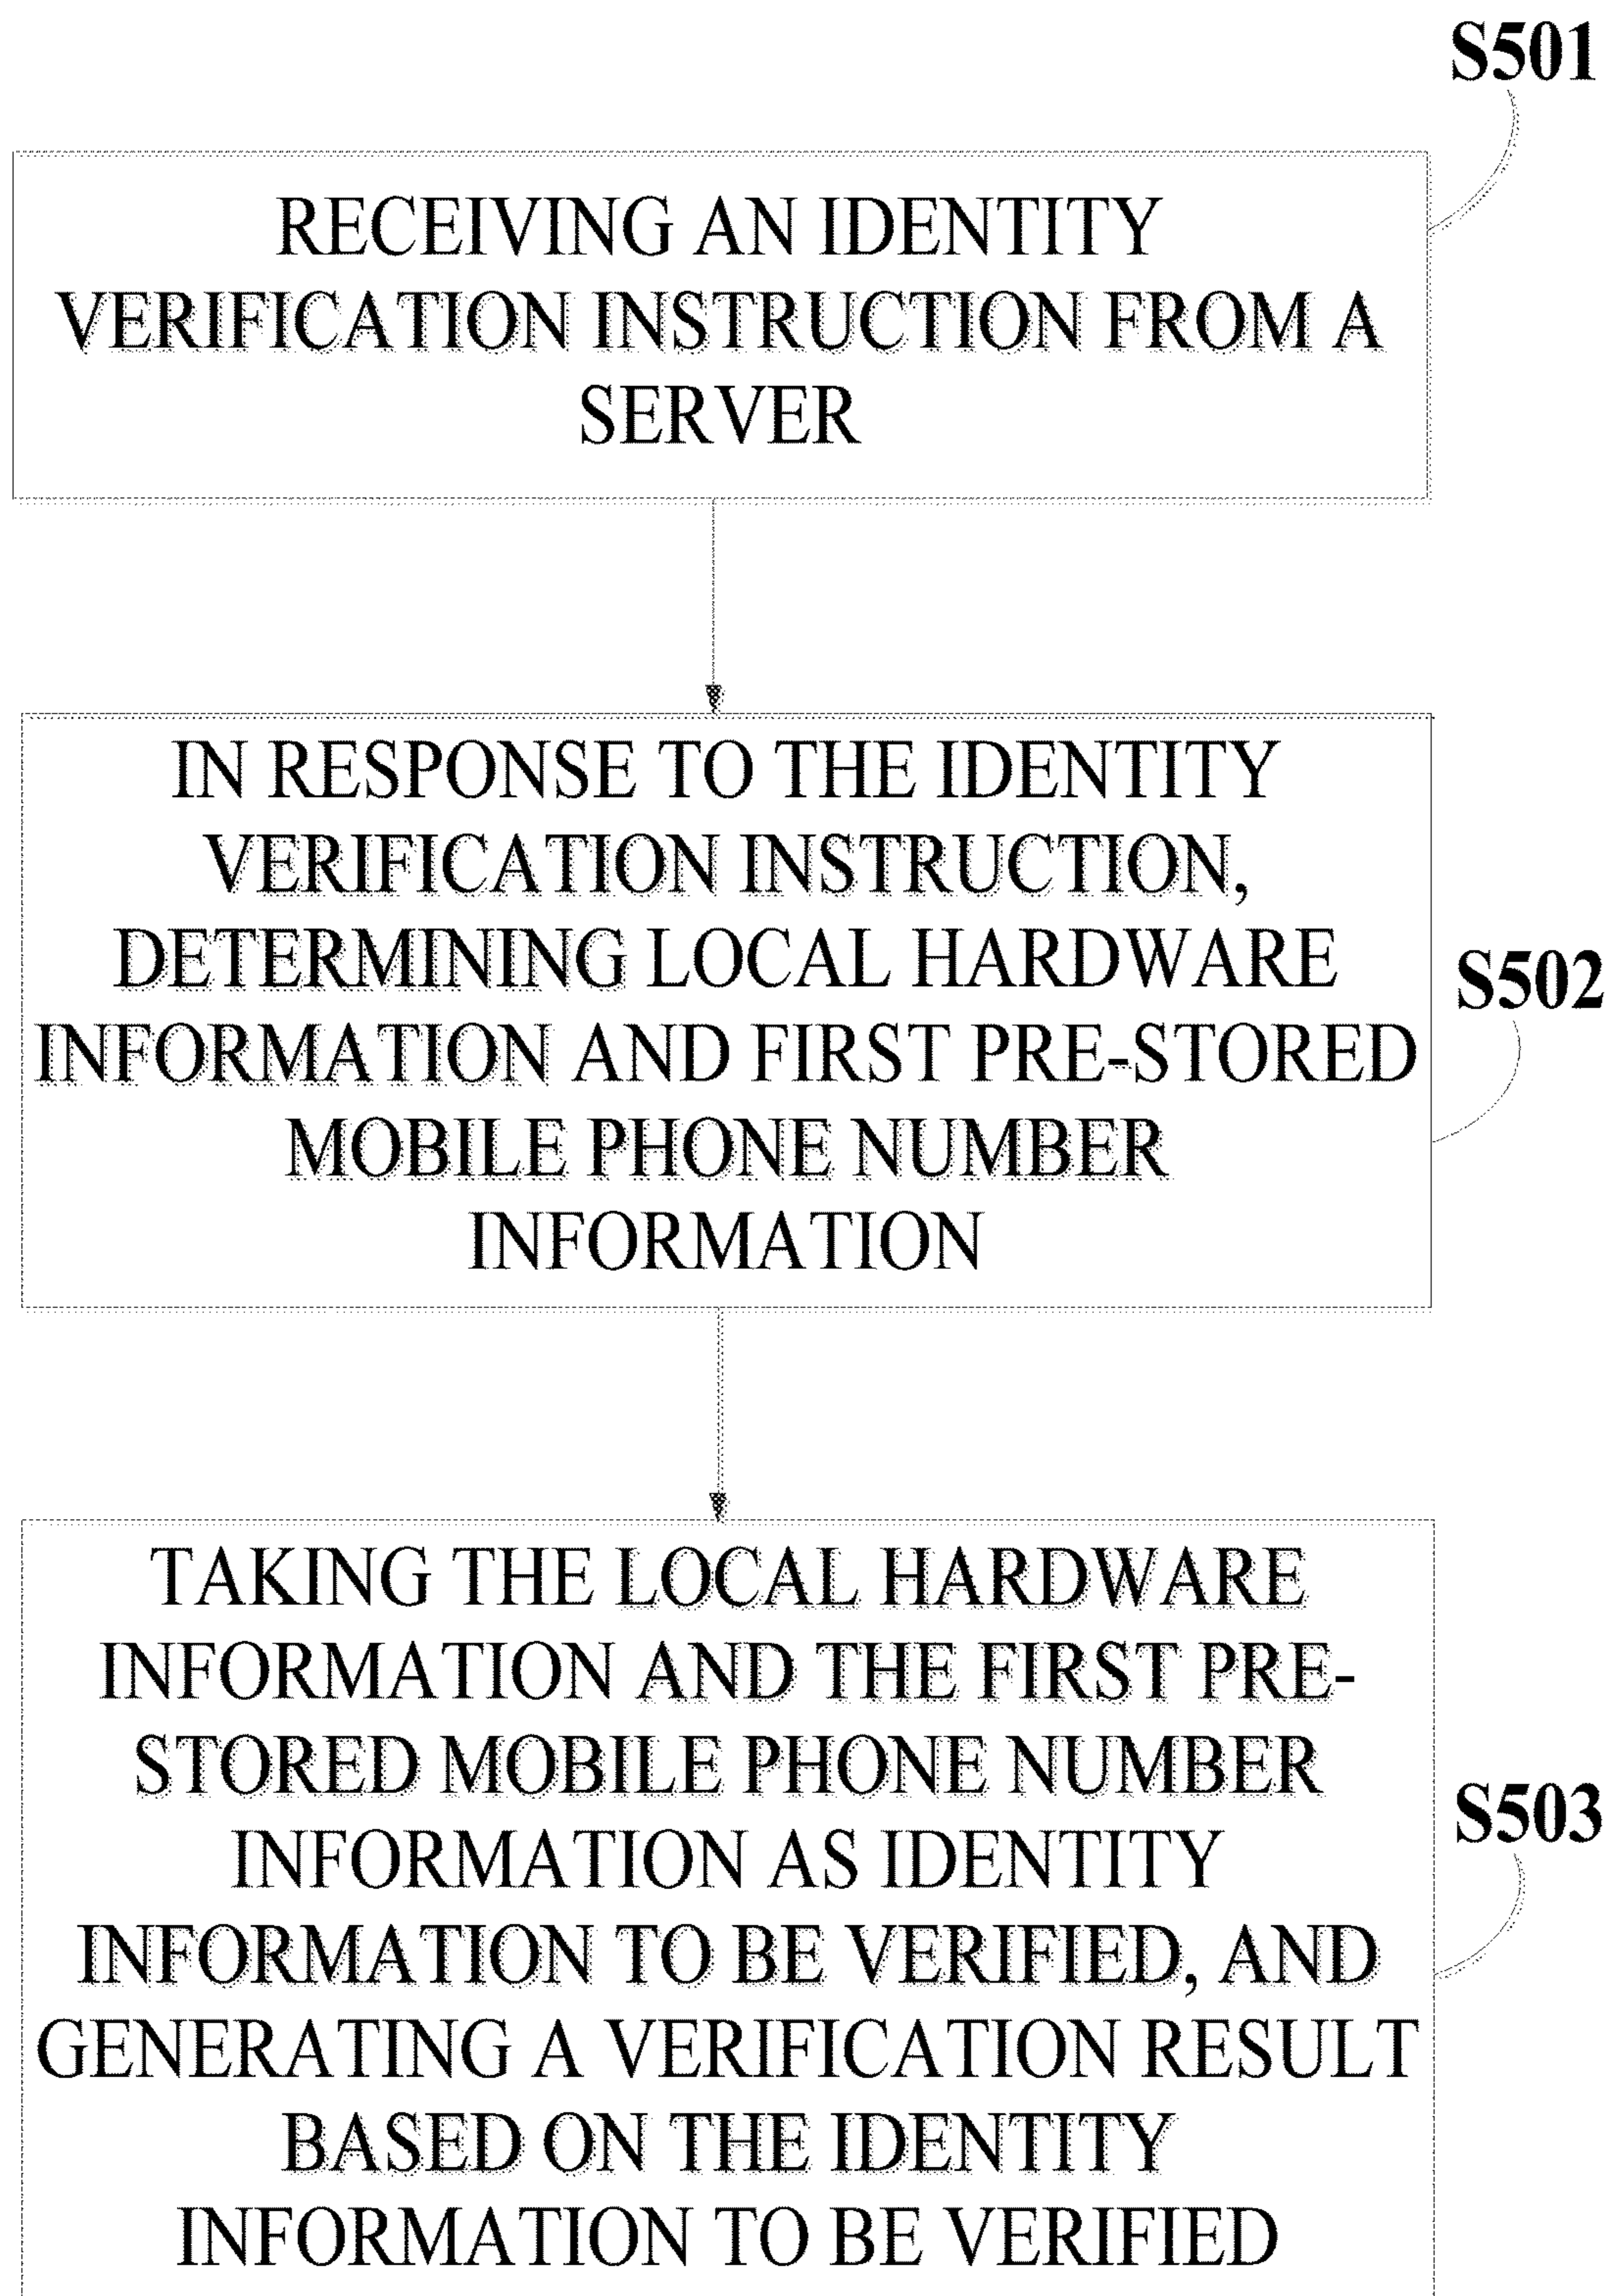 S501
RECEIVING AN IDENTITY
VERIFICATION INSTRUCTION FROM A
SERVER
IN RESPONSE TO THE IDENTITY
VERIFICATION INSTRUCTION,
DETERMINING LOCAL HARDWARE
INFORMATION AND FIRST PRE-STORED
MOBILE PHONE NUMBER
INFORMATION
S502
TAKING THE LOCAL HARDWARE
INFORMATION AND THE FIRST PRE-
STORED MOBILE PHONE NUMBER
INFORMATION AS IDENTITY
INFORMATION TO BE VERIFIED, AND
GENERATING A VERIFICATION RESULT
BASED ON THE IDENTITY
INFORMATION TO BE VERIFIED
S503